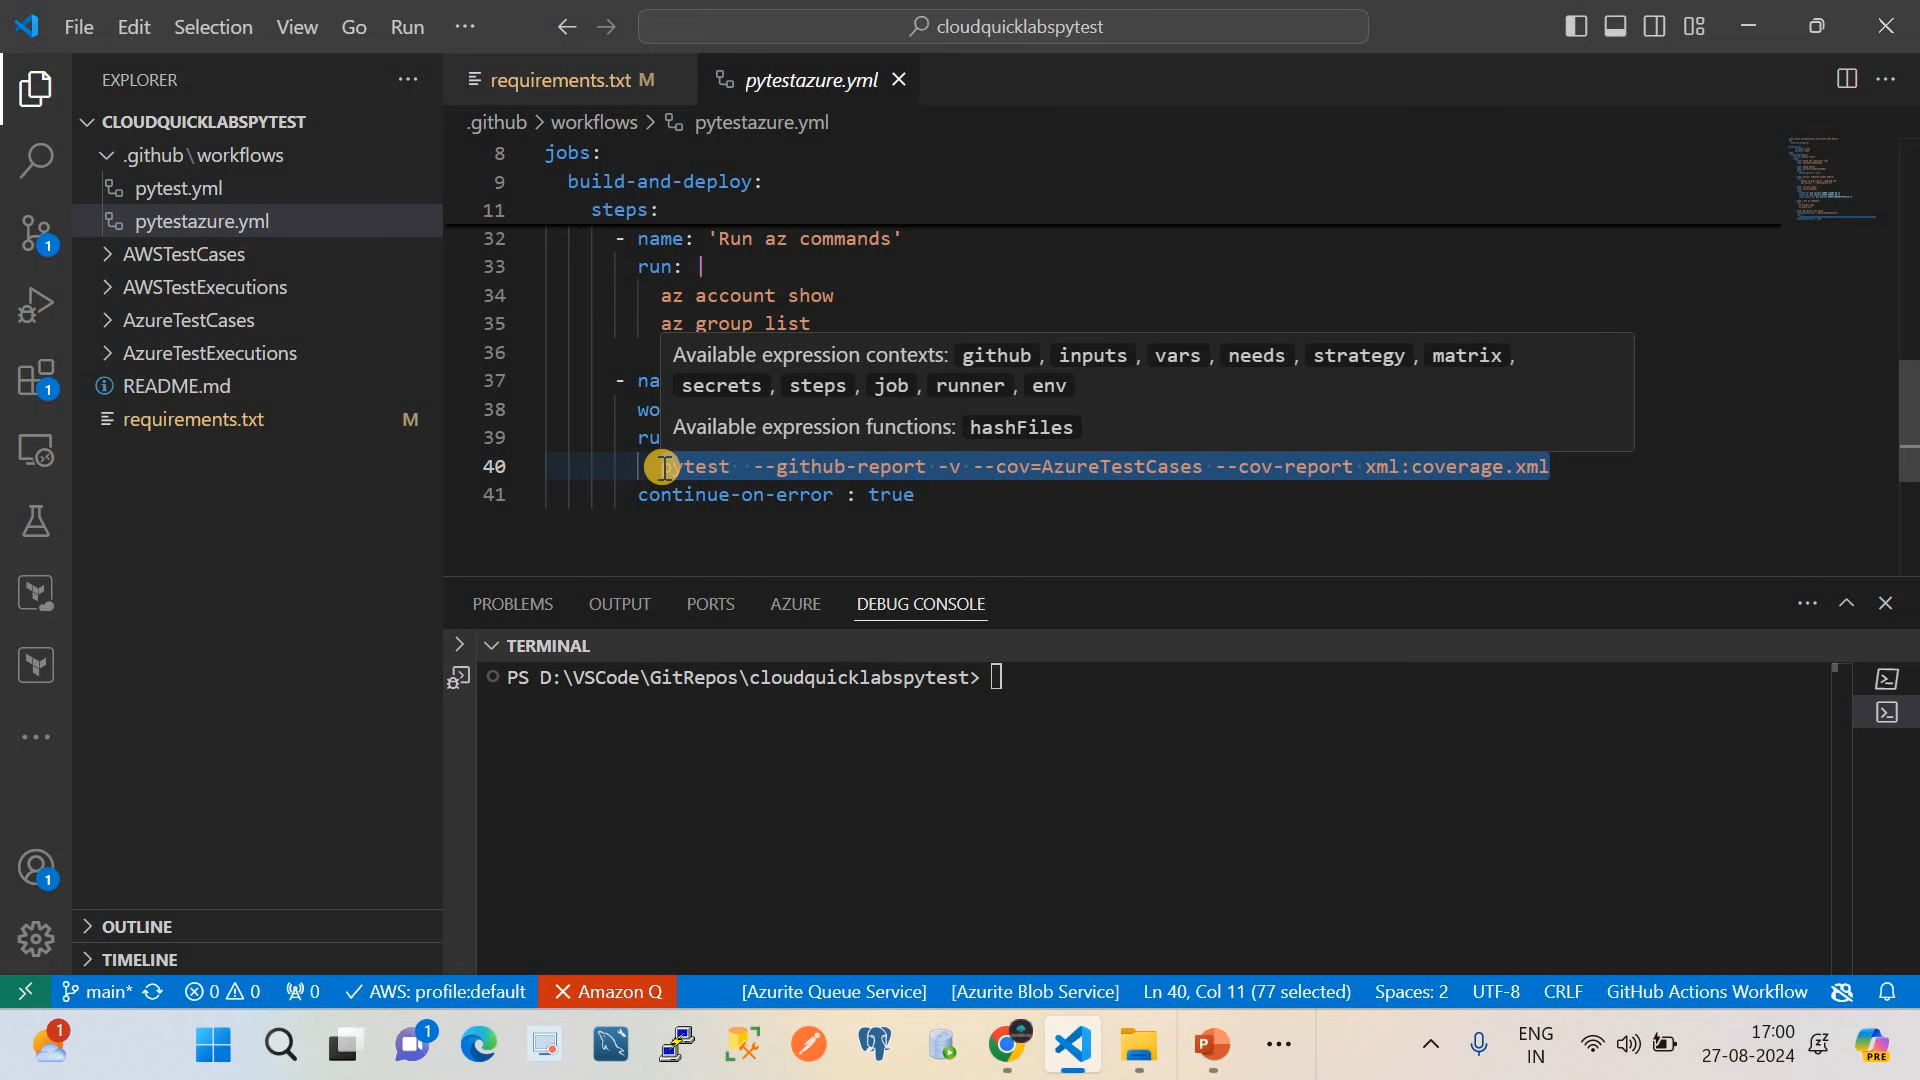 File Edit Selection View Go Run ···
cloudquicklabspytest
EXPLORER
CLOUDQUICKLABSPYTEST
.github\workflows
pytest.yml
pytestazure.yml
AWSTestCases
AWSTestExecutions
AzureTestCases
AzureTestExecutions
README.md
requirements.txt M
OUTLINE
TIMELINE
requirements.txt M
pytestazure.yml
.github > workflows > pytestazure.yml
8 jobs:
9 build-and-deploy:
11 steps:
32 - name: 'Run az commands'
33 run: |
34 az account show
35 az group list
36
37 - na
38 wo
39 ru
40 pytest --github-report -v --cov=AzureTestCases --cov-report xml:coverage.xml
41 continue-on-error : true
Available expression contexts: github, inputs, vars, needs, strategy, matrix,
secrets, steps, job, runner, env
Available expression functions: hashFiles
PROBLEMS OUTPUT PORTS AZURE DEBUG CONSOLE
TERMINAL
PS D:\VSCode\GitRepos\cloudquicklabspytest>
1
1
1
main* 0 0 0 AWS: profile:default Amazon Q [Azurite Queue Service] [Azurite Blob Service] Ln 40, Col 11 (77 selected) Spaces: 2 UTF-8 CRLF GitHub Actions Workflow
1
1
P
PRE
ENG
IN
17:00
27-08-2024